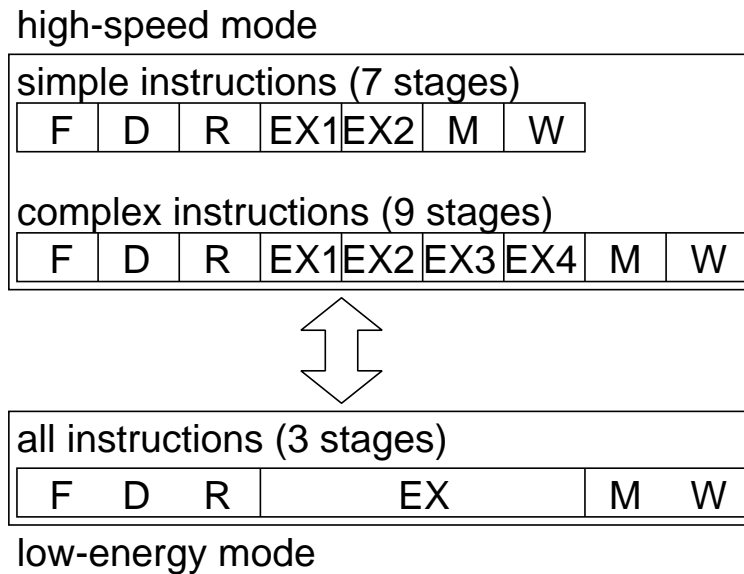 high-speed mode
simple instructions (7 stages)
F D R EX1 EX2 M W
complex instructions (9 stages)
F D R EX1 EX2 EX3 EX4 M W
all instructions (3 stages)
F D R EX M W
low-energy mode